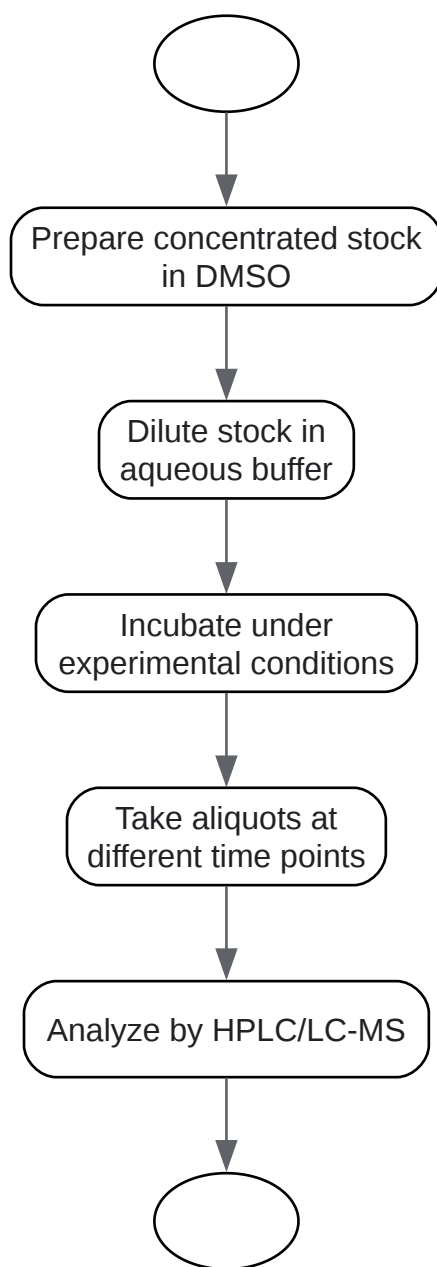 Prepare concentrated stock
in DMSO
Dilute stock in
aqueous buffer
Incubate under
experimental conditions
Take aliquots at
different time points
Analyze by HPLC/LC-MS